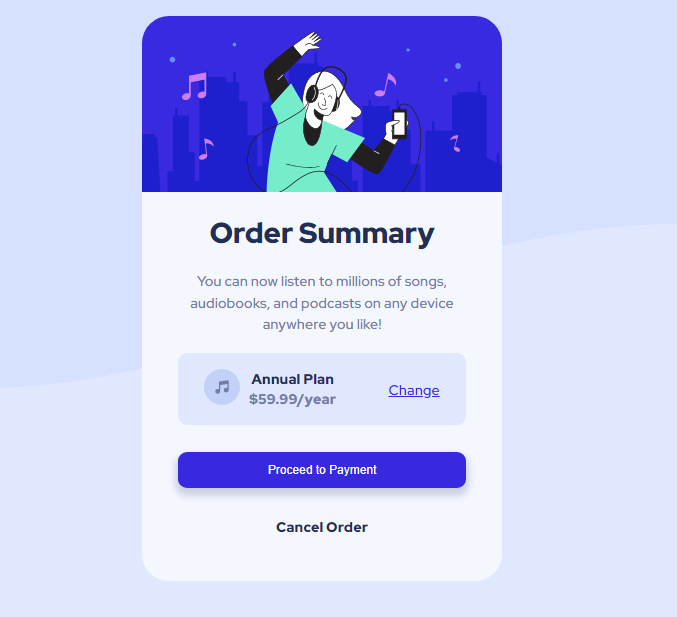 Order Summary
You can now listen to millions of songs,
audiobooks, and podcasts on any device
anywhere you like!
Annual Plan
$59.99/year
Change
Proceed to Payment
Cancel Order